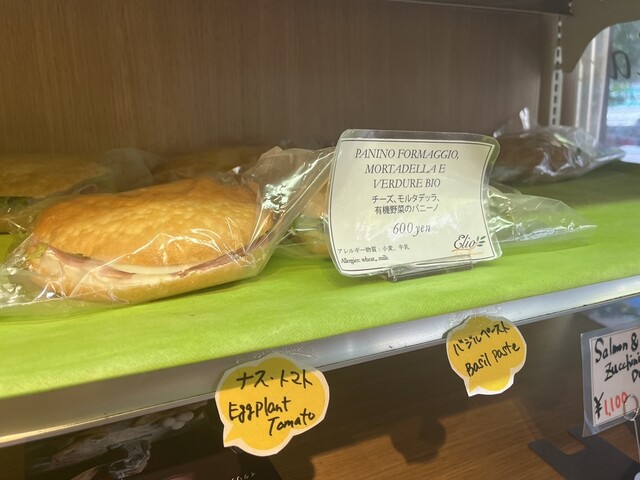 PANINO FORMAGGIO,
MORTADELLA E
VERDURE BIO
チーズ、モルタデッラ、
有機野菜のパニーノ
600yen
アレルギー物質：小麦、牛乳
Allergies: wheat, milk
Elio
ナス・トマト
Eggplant
Tomato
バジルペースト
Basil paste
Salmon &
Zucchini
¥1,100